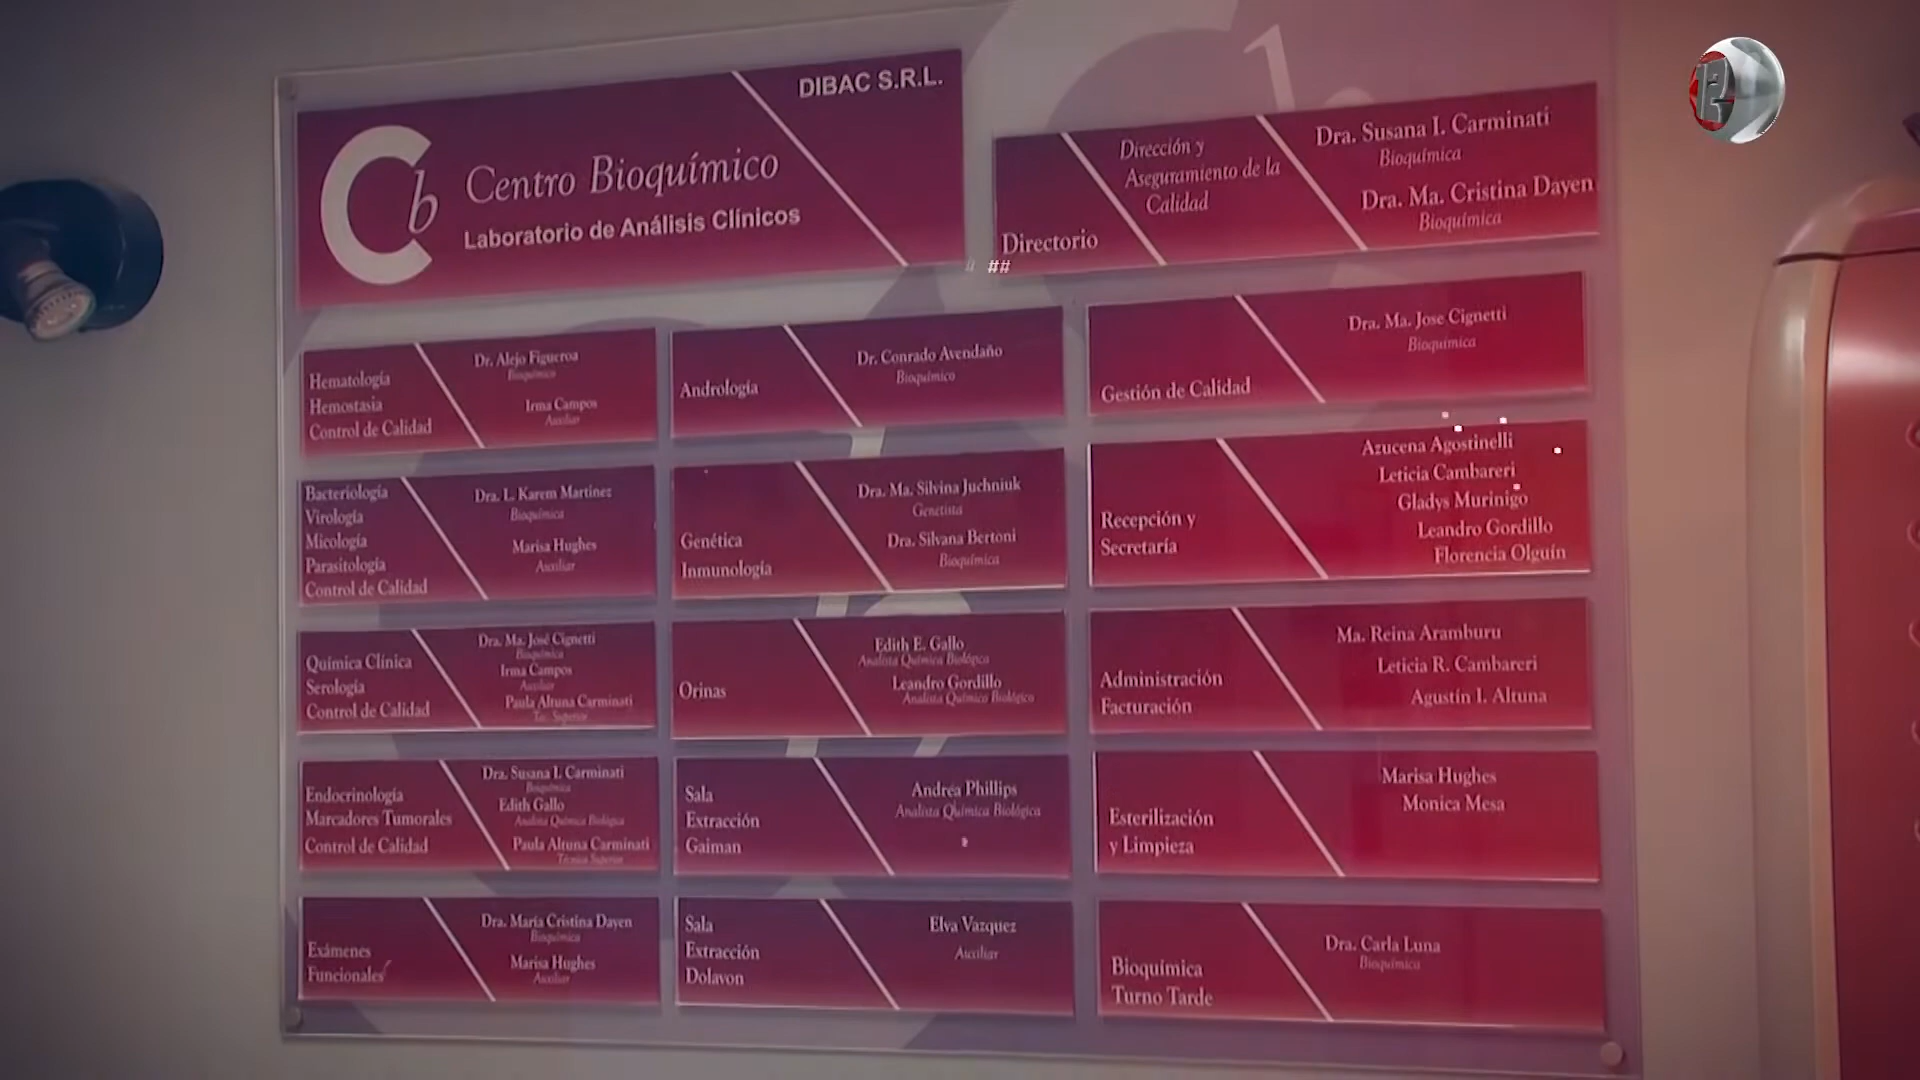 DIBAC S.R.L.
Cb
Centro Bioquímico
Laboratorio de Análisis Clínicos
Directorio
Dirección y
Aseguramiento de la
Calidad
Dra. Susana I. Carminati
Bioquímica
Dra. Ma. Cristina Dayen
Bioquímica
##
Hematología
Hemostasia
Control de Calidad
Dr. Alejo Figueroa
Bioquímico
Irma Campos
Auxiliar
Andrología
Dr. Conrado Avendaño
Bioquímico
Gestión de Calidad
Dra. Ma. Jose Cignetti
Bioquímica
Bacteriología
Virología
Micología
Parasitología
Control de Calidad
Dra. L. Karem Martinez
Bioquímica
Marisa Hughes
Auxiliar
Genética
Inmunología
Dra. Ma. Silvina Juchniuk
Genetista
Dra. Silvana Bertoni
Bioquímica
Recepción y
Secretaría
Azucena Agostinelli
Leticia Cambareri
Gladys Murinigo
Leandro Gordillo
Florencia Olguín
Química Clínica
Serología
Control de Calidad
Dra. Ma. José Cignetti
Bioquímica
Irma Campos
Auxiliar
Paula Altuna Carminati
Tec. Superior
Orinas
Edith E. Gallo
Analista Químico Biológico
Leandro Gordillo
Analista Químico Biológico
Administración
Facturación
Ma. Reina Aramburu
Leticia R. Cambareri
Agustín I. Altuna
Endocrinología
Marcadores Tumorales
Control de Calidad
Dra. Susana I. Carminati
Bioquímica
Edith Gallo
Analista Química Biológica
Paula Altuna Carminati
Técnica Superior
Sala
Extracción
Gaiman
Andrea Phillips
Analista Químico Biológica
Esterilización
y Limpieza
Marisa Hughes
Monica Mesa
Exámenes
Funcionales
Dra. María Cristina Dayen
Bioquímica
Marisa Hughes
Auxiliar
Sala
Extracción
Dolavon
Elva Vazquez
Auxiliar
Bioquímica
Turno Tarde
Dra. Carla Luna
Bioquímica
12